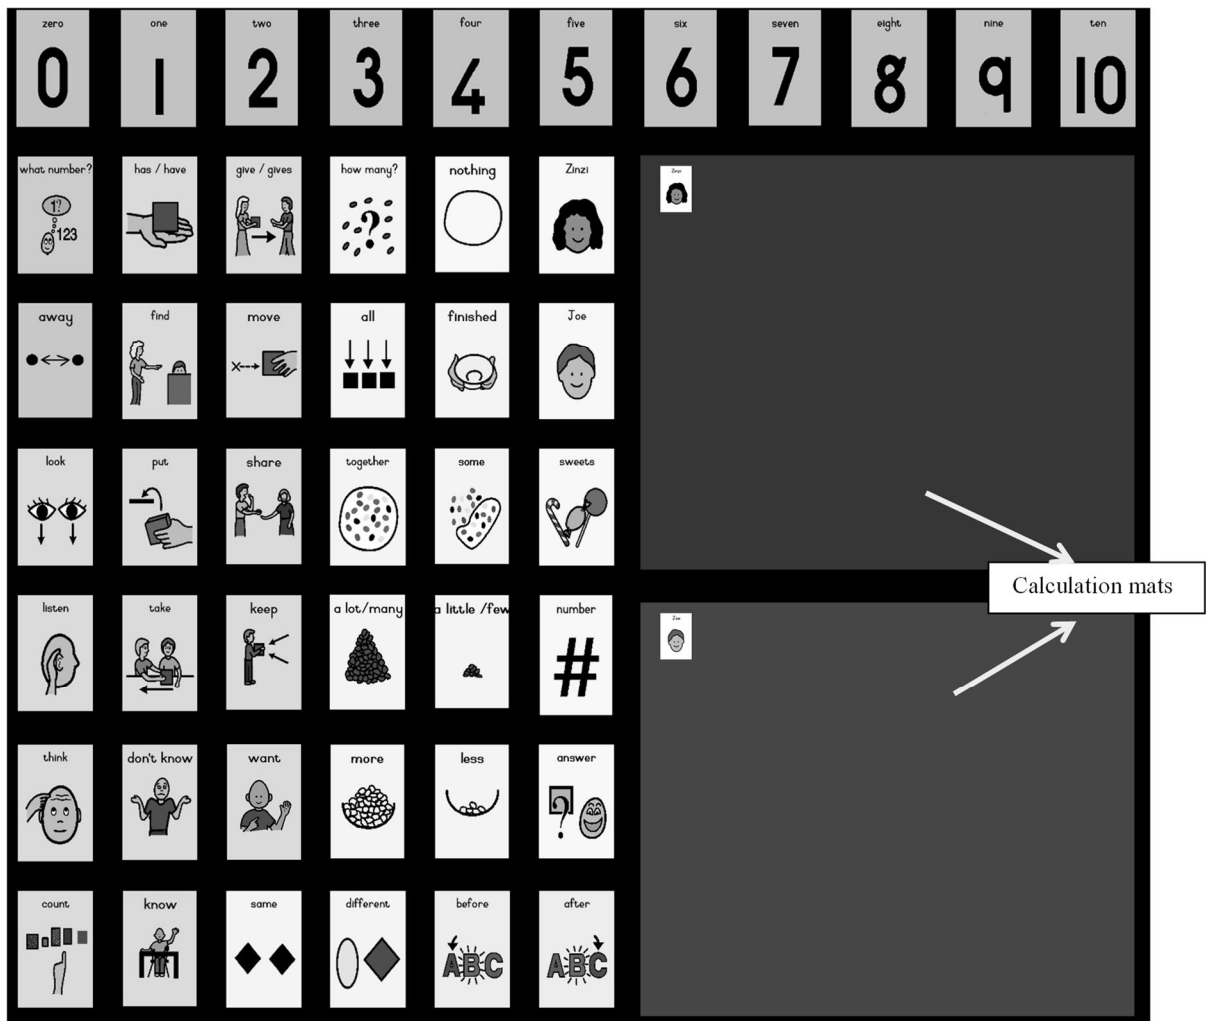 zero one two three four five six seven eight nine ten
0 1 2 3 4 5 6 7 8 9 10
what number? has / have give / gives how many? nothing Zinzi Zinzi
1? 123 ?
away find move all finished Joe
x
look put share together some sweets
Calculation mats
listen take keep a lot/many a little /few number Joe
#
think don't know want more less answer
?
count know same different before after
ABC ABC